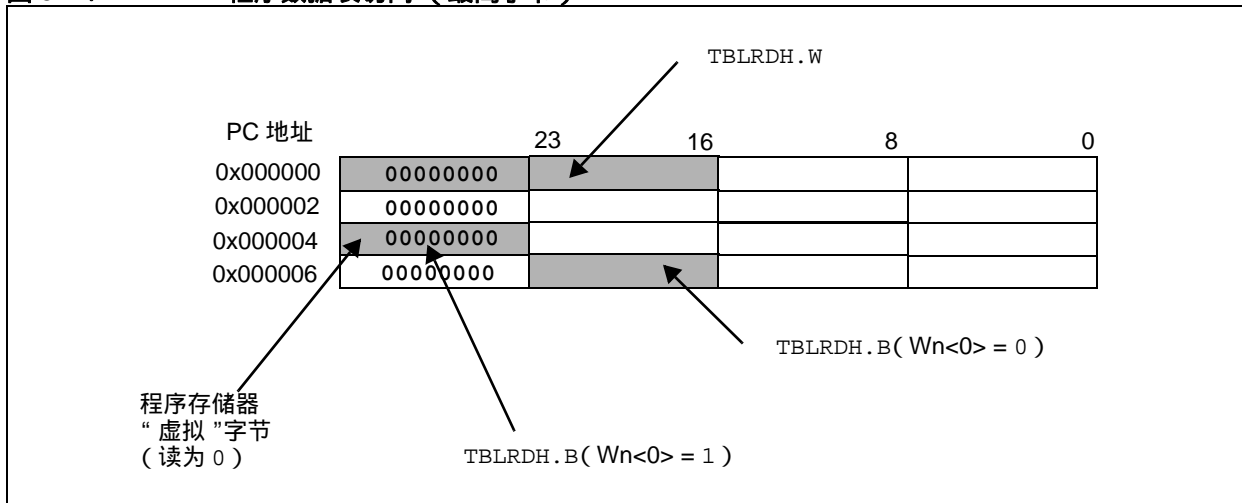 TBLRDH.W
PC 地址
23 16 8 0
0x000000 00000000
0x000002 00000000
0x000004 00000000
0x000006 00000000
TBLRDH.B( Wn<0> = 0 )
程序存储器
“ 虚拟 ”字节
( 读为 0 )
TBLRDH.B( Wn<0> = 1 )